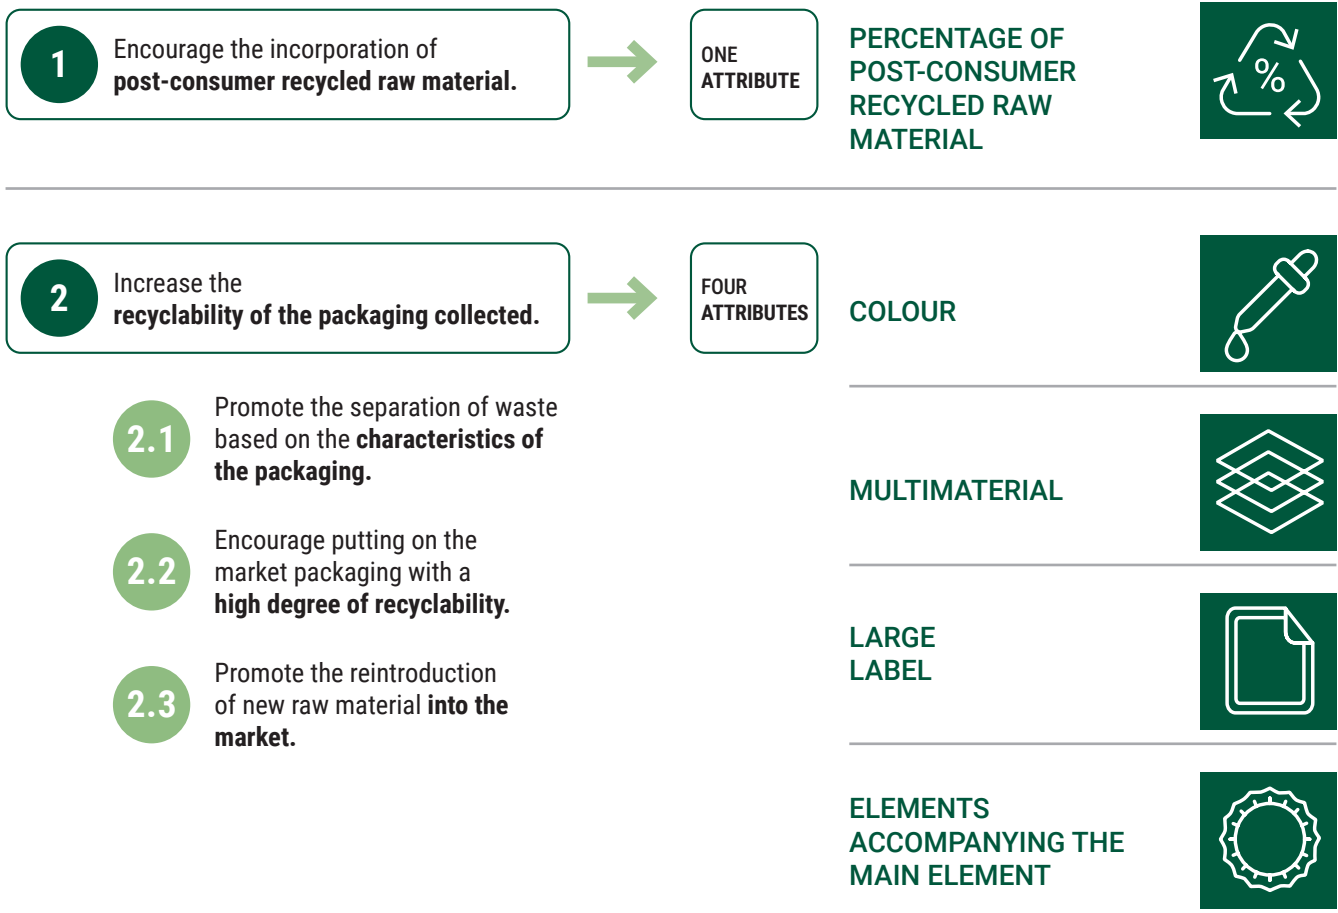 1
Encourage the incorporation of
post-consumer recycled raw material.
ONE
ATTRIBUTE
PERCENTAGE OF
POST-CONSUMER
RECYCLED RAW
MATERIAL
%
2
Increase the
recyclability of the packaging collected.
FOUR
ATTRIBUTES
COLOUR
2.1
Promote the separation of waste
based on the characteristics of
the packaging.
2.2
Encourage putting on the
market packaging with a
high degree of recyclability.
2.3
Promote the reintroduction
of new raw material into the
market.
MULTIMATERIAL
LARGE
LABEL
ELEMENTS
ACCOMPANYING THE
MAIN ELEMENT